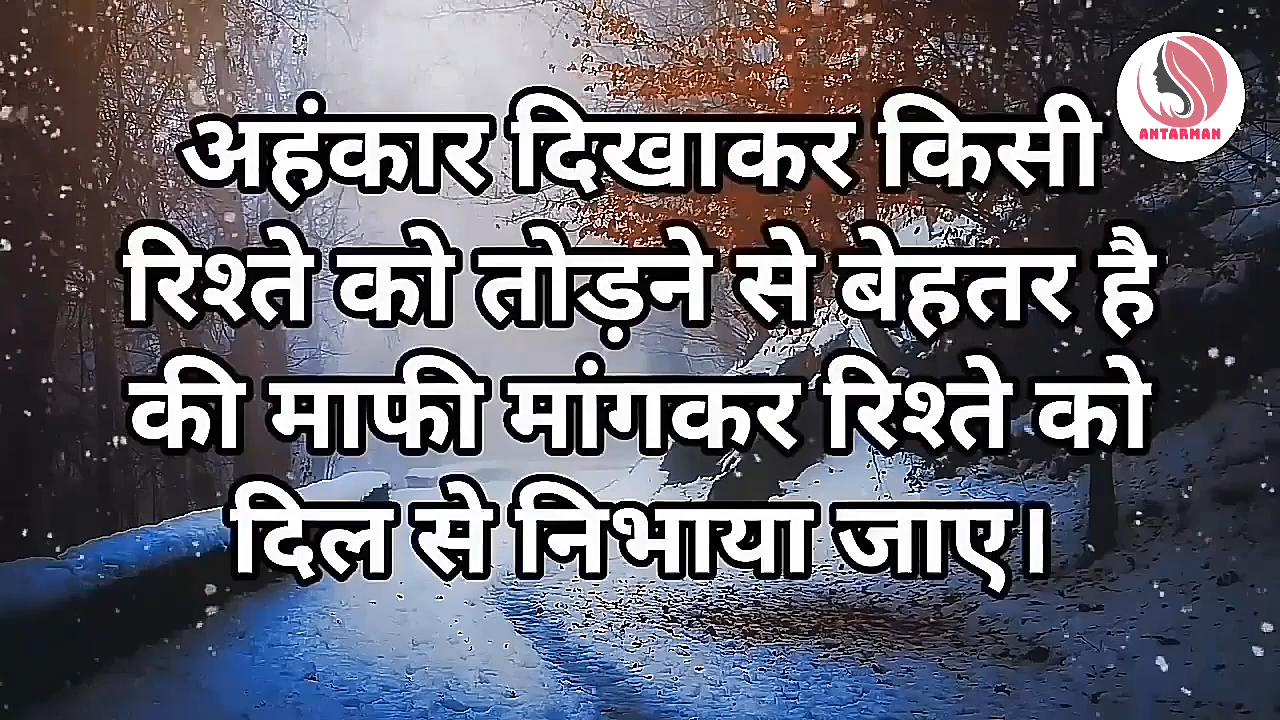 ANTARMAN
अहंकार दिखाकर किसी
रिश्ते को तोड़ने से बेहतर है
की माफी मांगकर रिश्ते को
दिल से निभाया जाए।